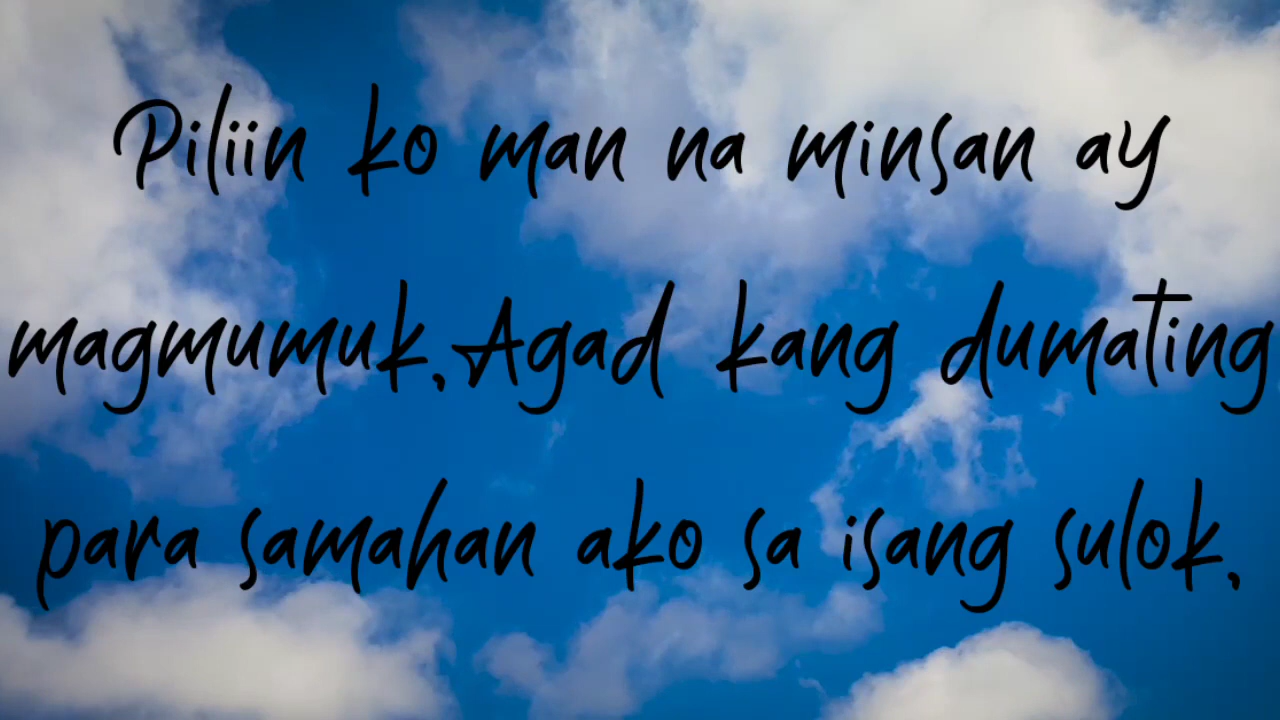 Piliin ko man na minsan ay
magmumuk,Agad kang dumating
para samahan ako sa isang sulok,